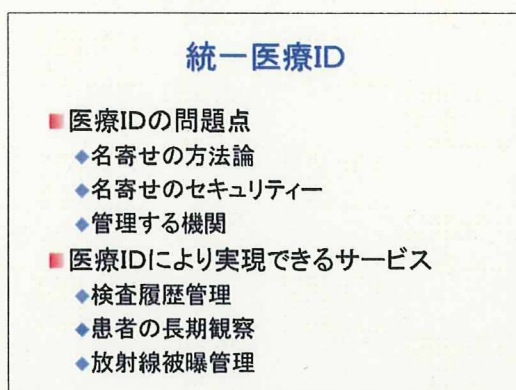 統一医療ID
医療IDの問題点
名寄せの方法論
名寄せのセキュリティー
管理する機関
医療IDにより実現できるサービス
検査履歴管理
患者の長期観察
放射線被曝管理